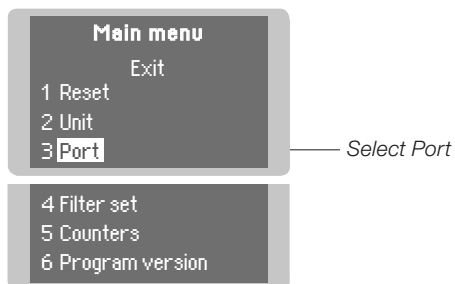 Main menu
Exit
1 Reset
2 Unit
3 Port
Select Port
4 Filter set
5 Counters
6 Program version